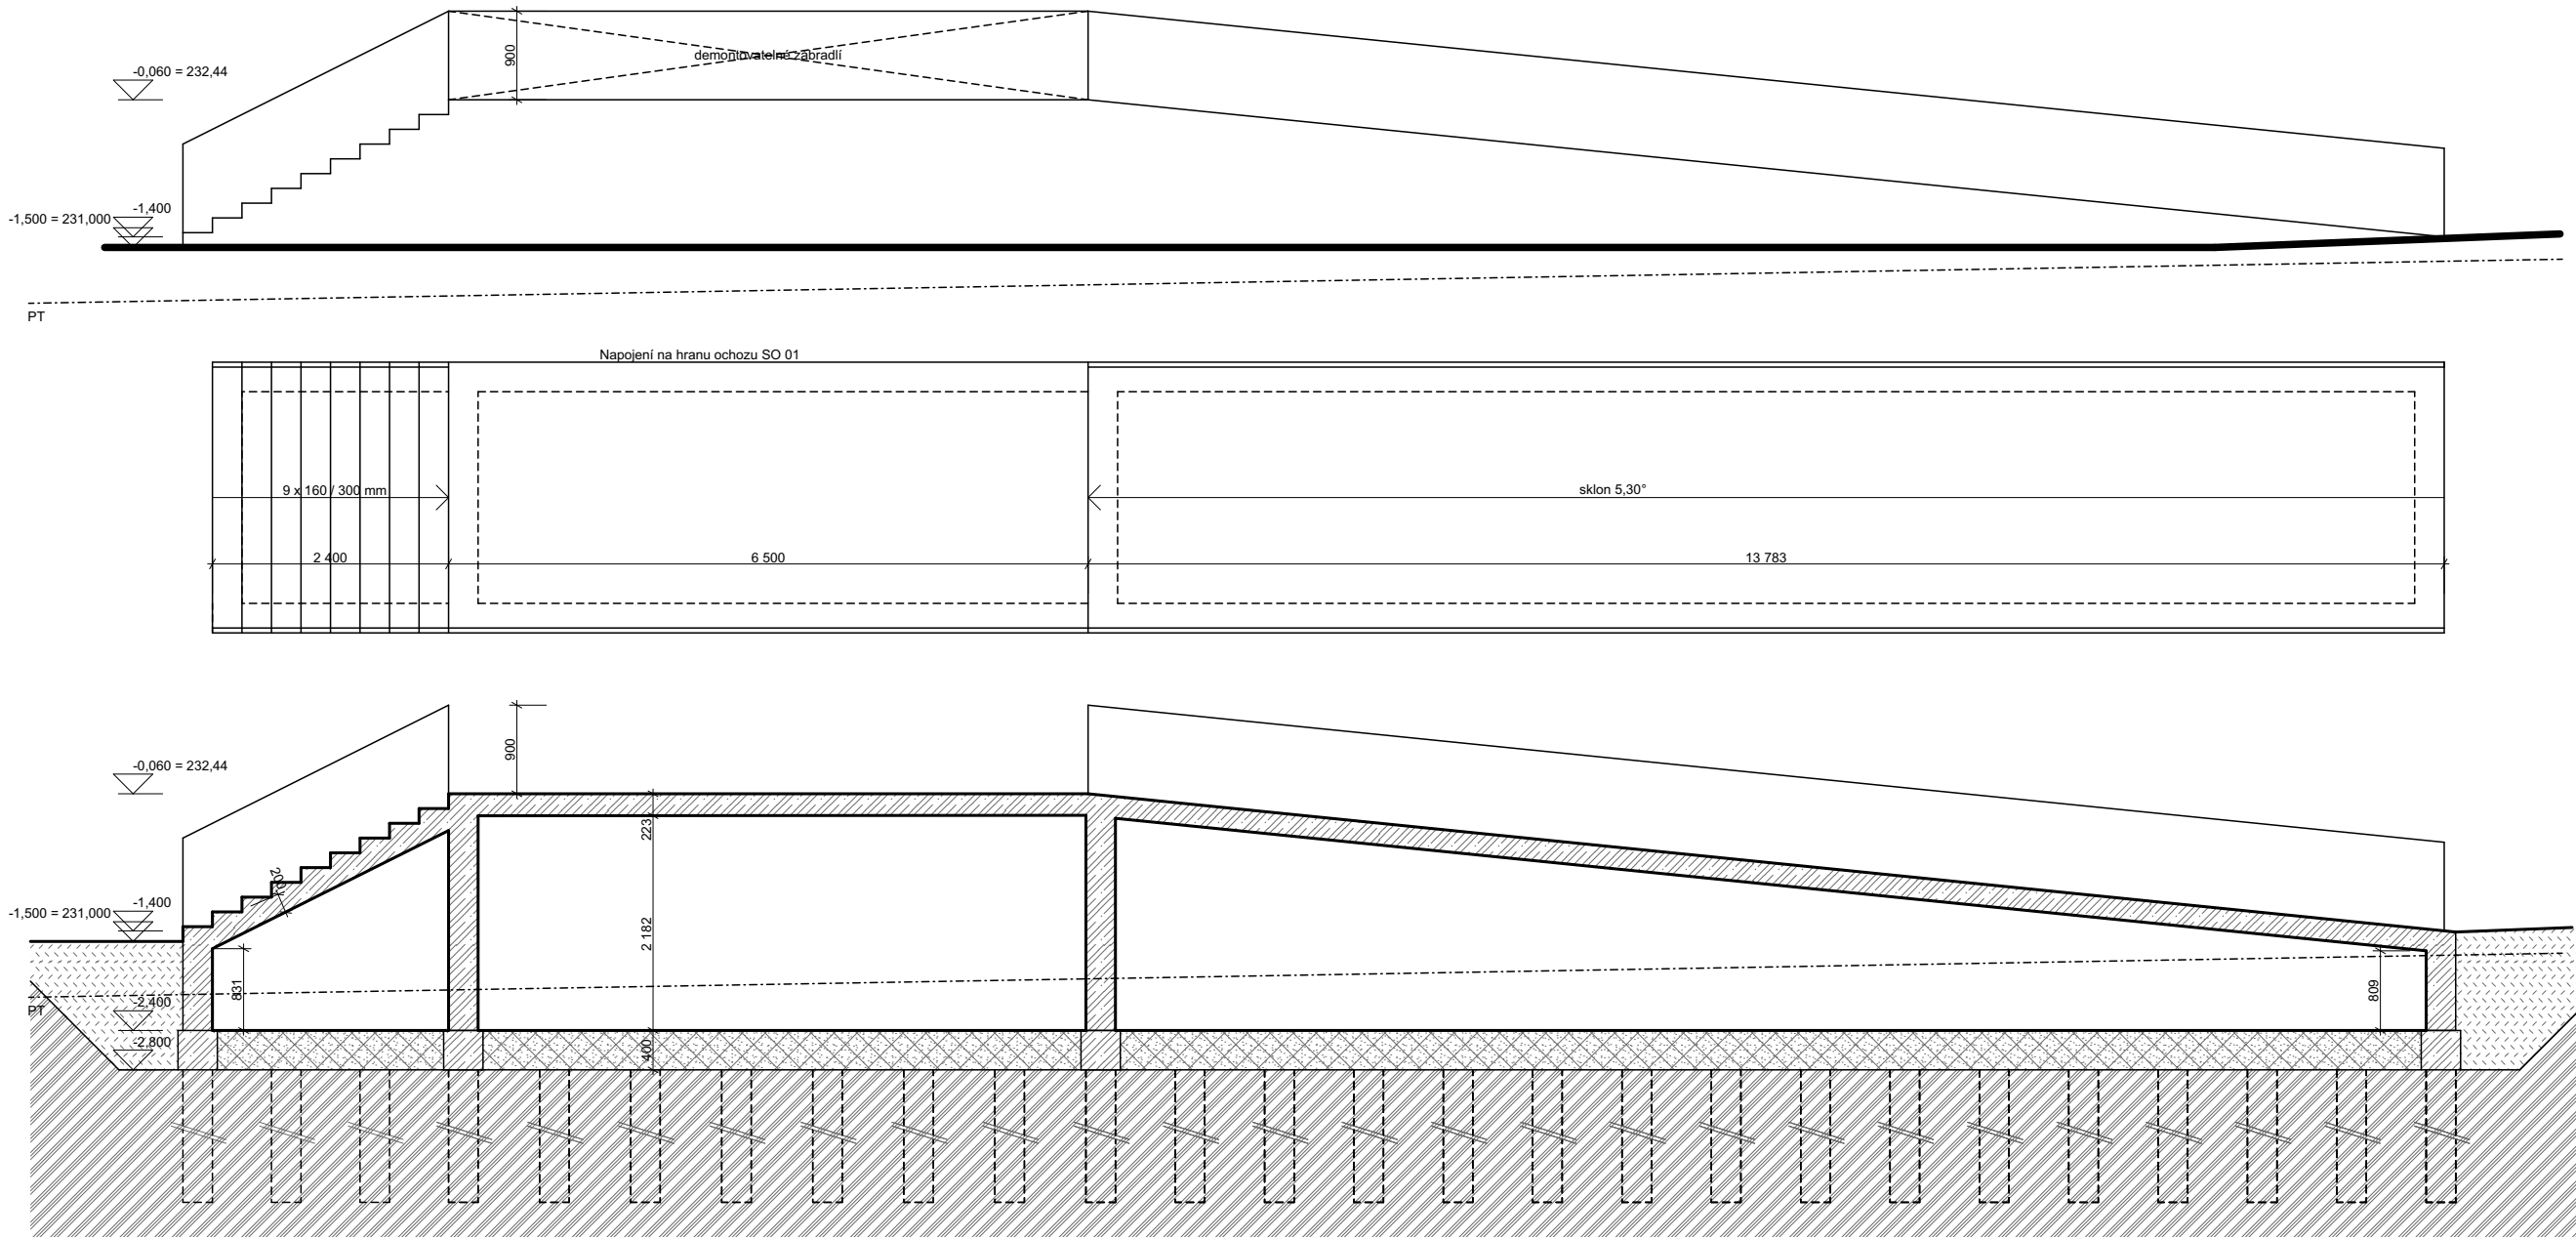 900
demontovatelné zábradlí
-0,060 = 232,44
-1,400
-1,500 = 231,000
PT
Napojení na hranu ochozu SO 01
9 x 160 / 300 mm
sklon 5,30°
2 400
6 500
13 783
900
-0,060 = 232,44
223
200
-1,400
-1,500 = 231,000
2 182
831
809
-2,400
PT
-2,800
400